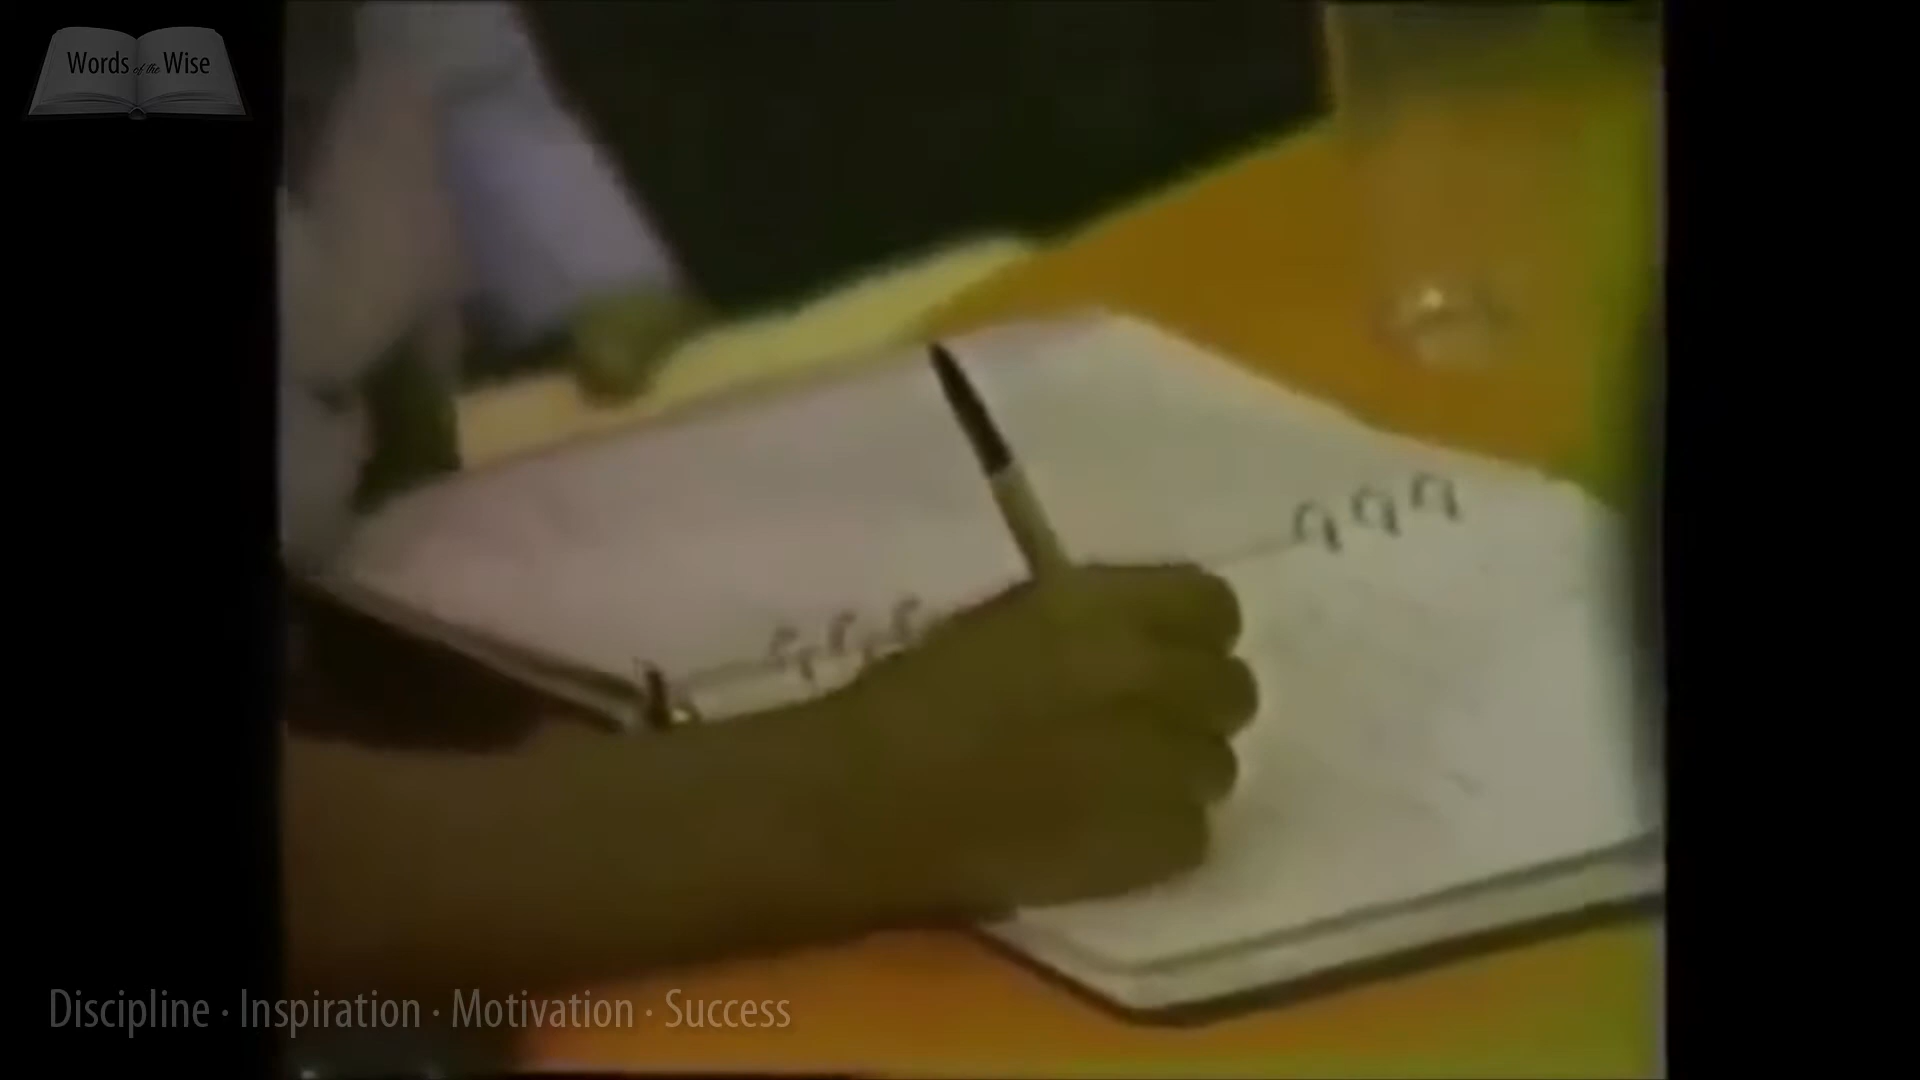 Words of the Wise
Discipline · Inspiration · Motivation · Success